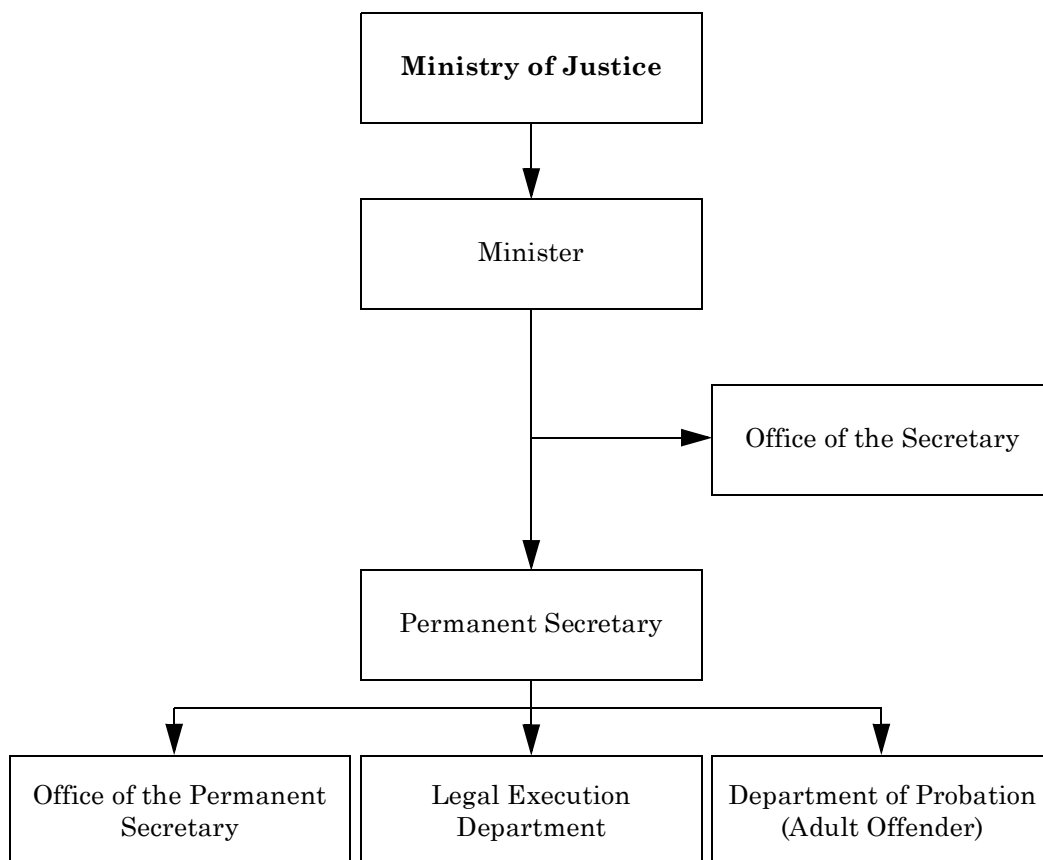 Ministry of Justice
Minister
Office of the Secretary
Permanent Secretary
Office of the Permanent
Secretary
Legal Execution
Department
Department of Probation
(Adult Offender)